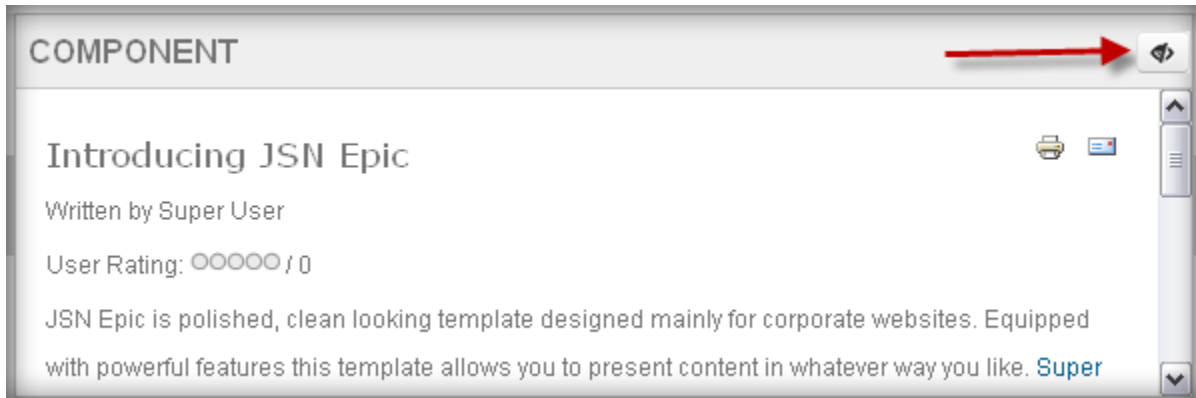 COMPONENT
Introducing JSN Epic
Written by Super User
User Rating: / 0
JSN Epic is polished, clean looking template designed mainly for corporate websites. Equipped
with powerful features this template allows you to present content in whatever way you like. Super